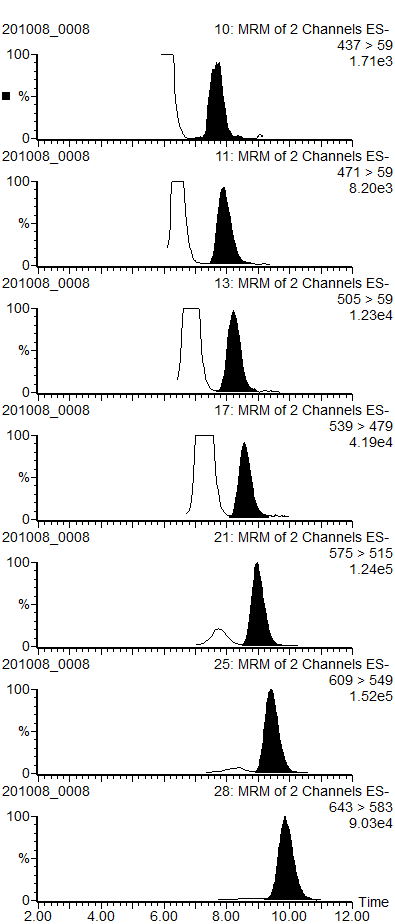 201008_0008 10: MRM of 2 Channels ES-
437 > 59
1.71e3
100
%
0
201008_0008 11: MRM of 2 Channels ES-
471 > 59
8.20e3
100
%
0
201008_0008 13: MRM of 2 Channels ES-
505 > 59
1.23e4
100
%
0
201008_0008 17: MRM of 2 Channels ES-
539 > 479
4.19e4
100
%
0
201008_0008 21: MRM of 2 Channels ES-
575 > 515
1.24e5
100
%
0
201008_0008 25: MRM of 2 Channels ES-
609 > 549
1.52e5
100
%
0
201008_0008 28: MRM of 2 Channels ES-
643 > 583
9.03e4
100
%
0
Time
2.00 4.00 6.00 8.00 10.00 12.00